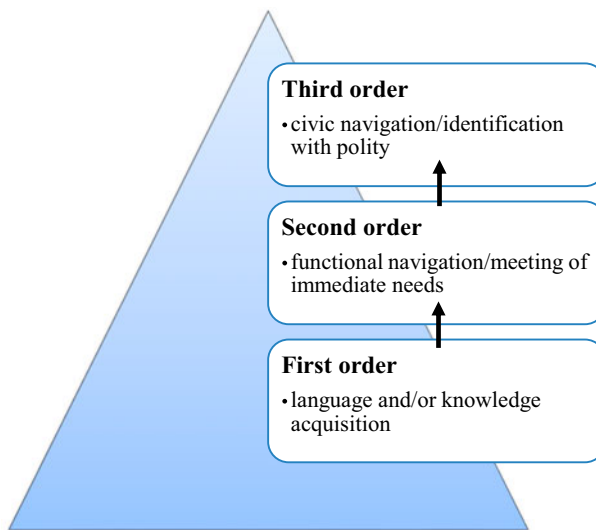 Third order
• civic navigation/identification
with polity
Second order
• functional navigation/meeting of
immediate needs
First order
• language and/or knowledge
acquisition